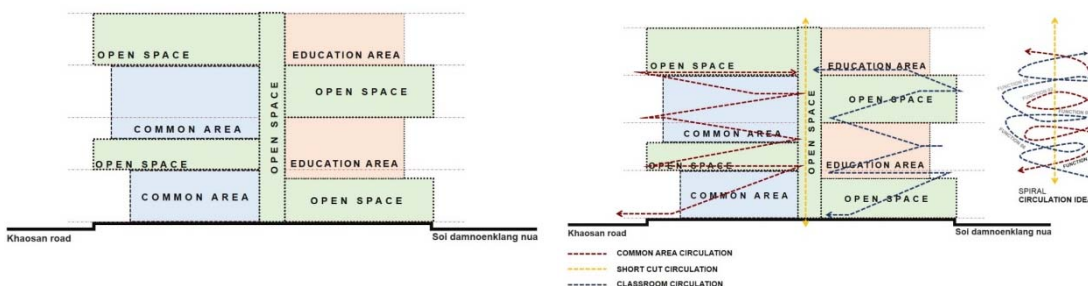 OPEN SPACE
EDUCATION AREA
OPEN SPACE
OPEN SPACE
COMMON AREA
OPEN SPACE
EDUCATION AREA
COMMON AREA
OPEN SPACE
Khaosan road
Soi damnoenklang nua
OPEN SPACE
EDUCATION AREA
OPEN SPACE
OPEN SPACE
COMMON AREA
OPEN SPACE
EDUCATION AREA
COMMON AREA
OPEN SPACE
Khaosan road
Soi damnoenklang nua
COMMON AREA CIRCULATION
SHORT CUT CIRCULATION
CLASSROOM CIRCULATION
SPIRAL
CIRCULATION IDEA